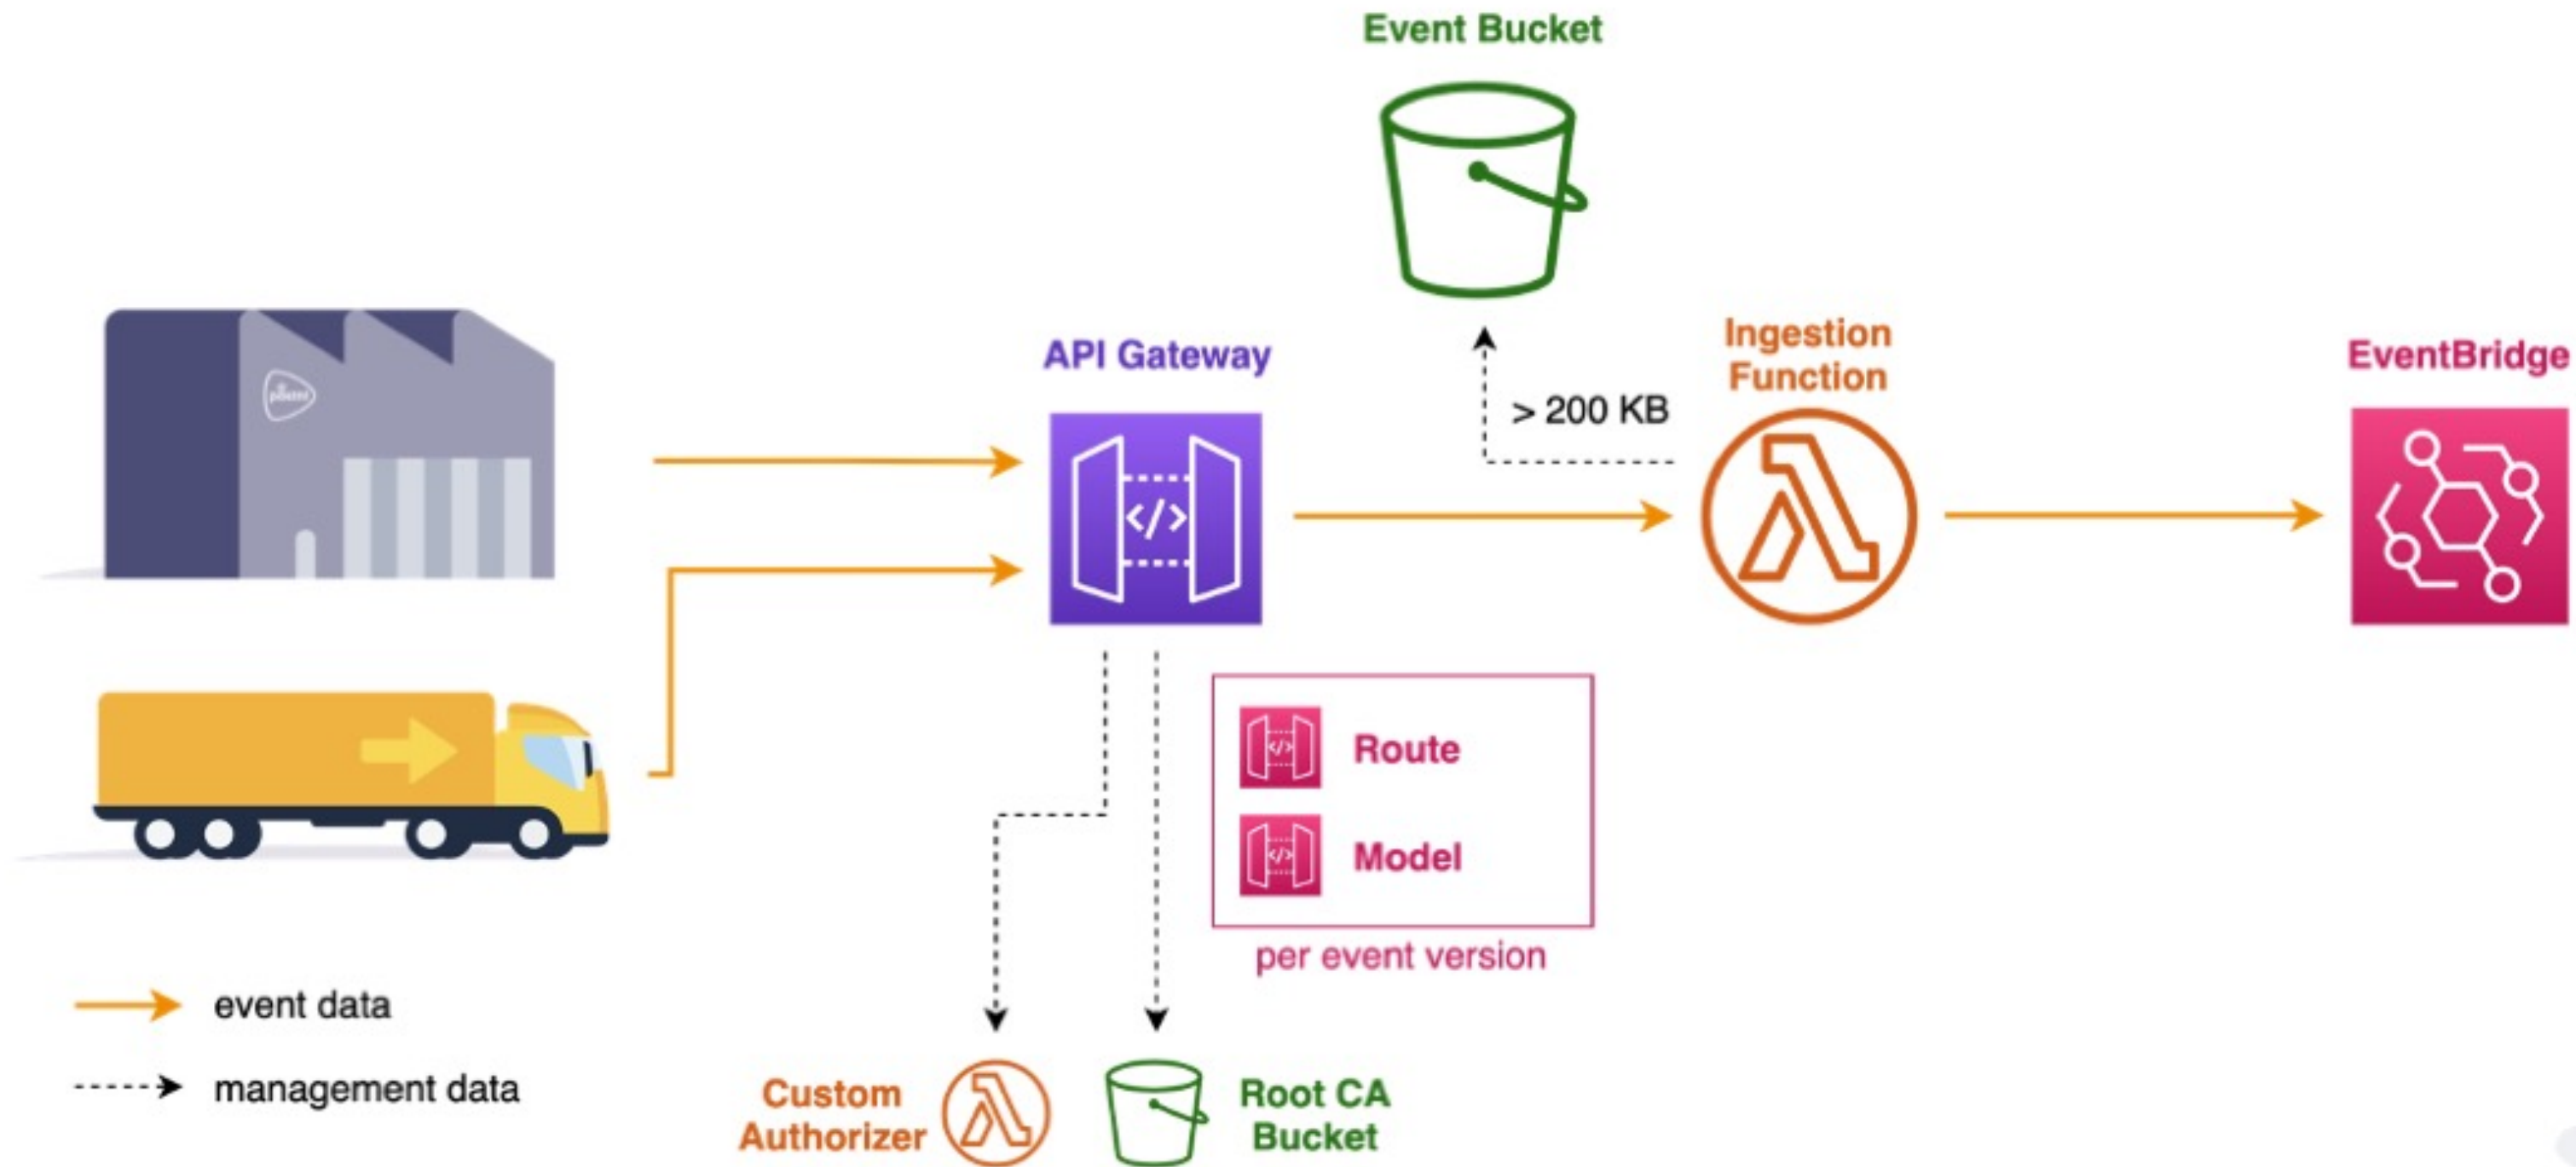 Event Bucket
API Gateway
> 200 KB
Ingestion
Function
EventBridge
Route
Model
per event version
event data
management data
Custom
Authorizer
Root CA
Bucket